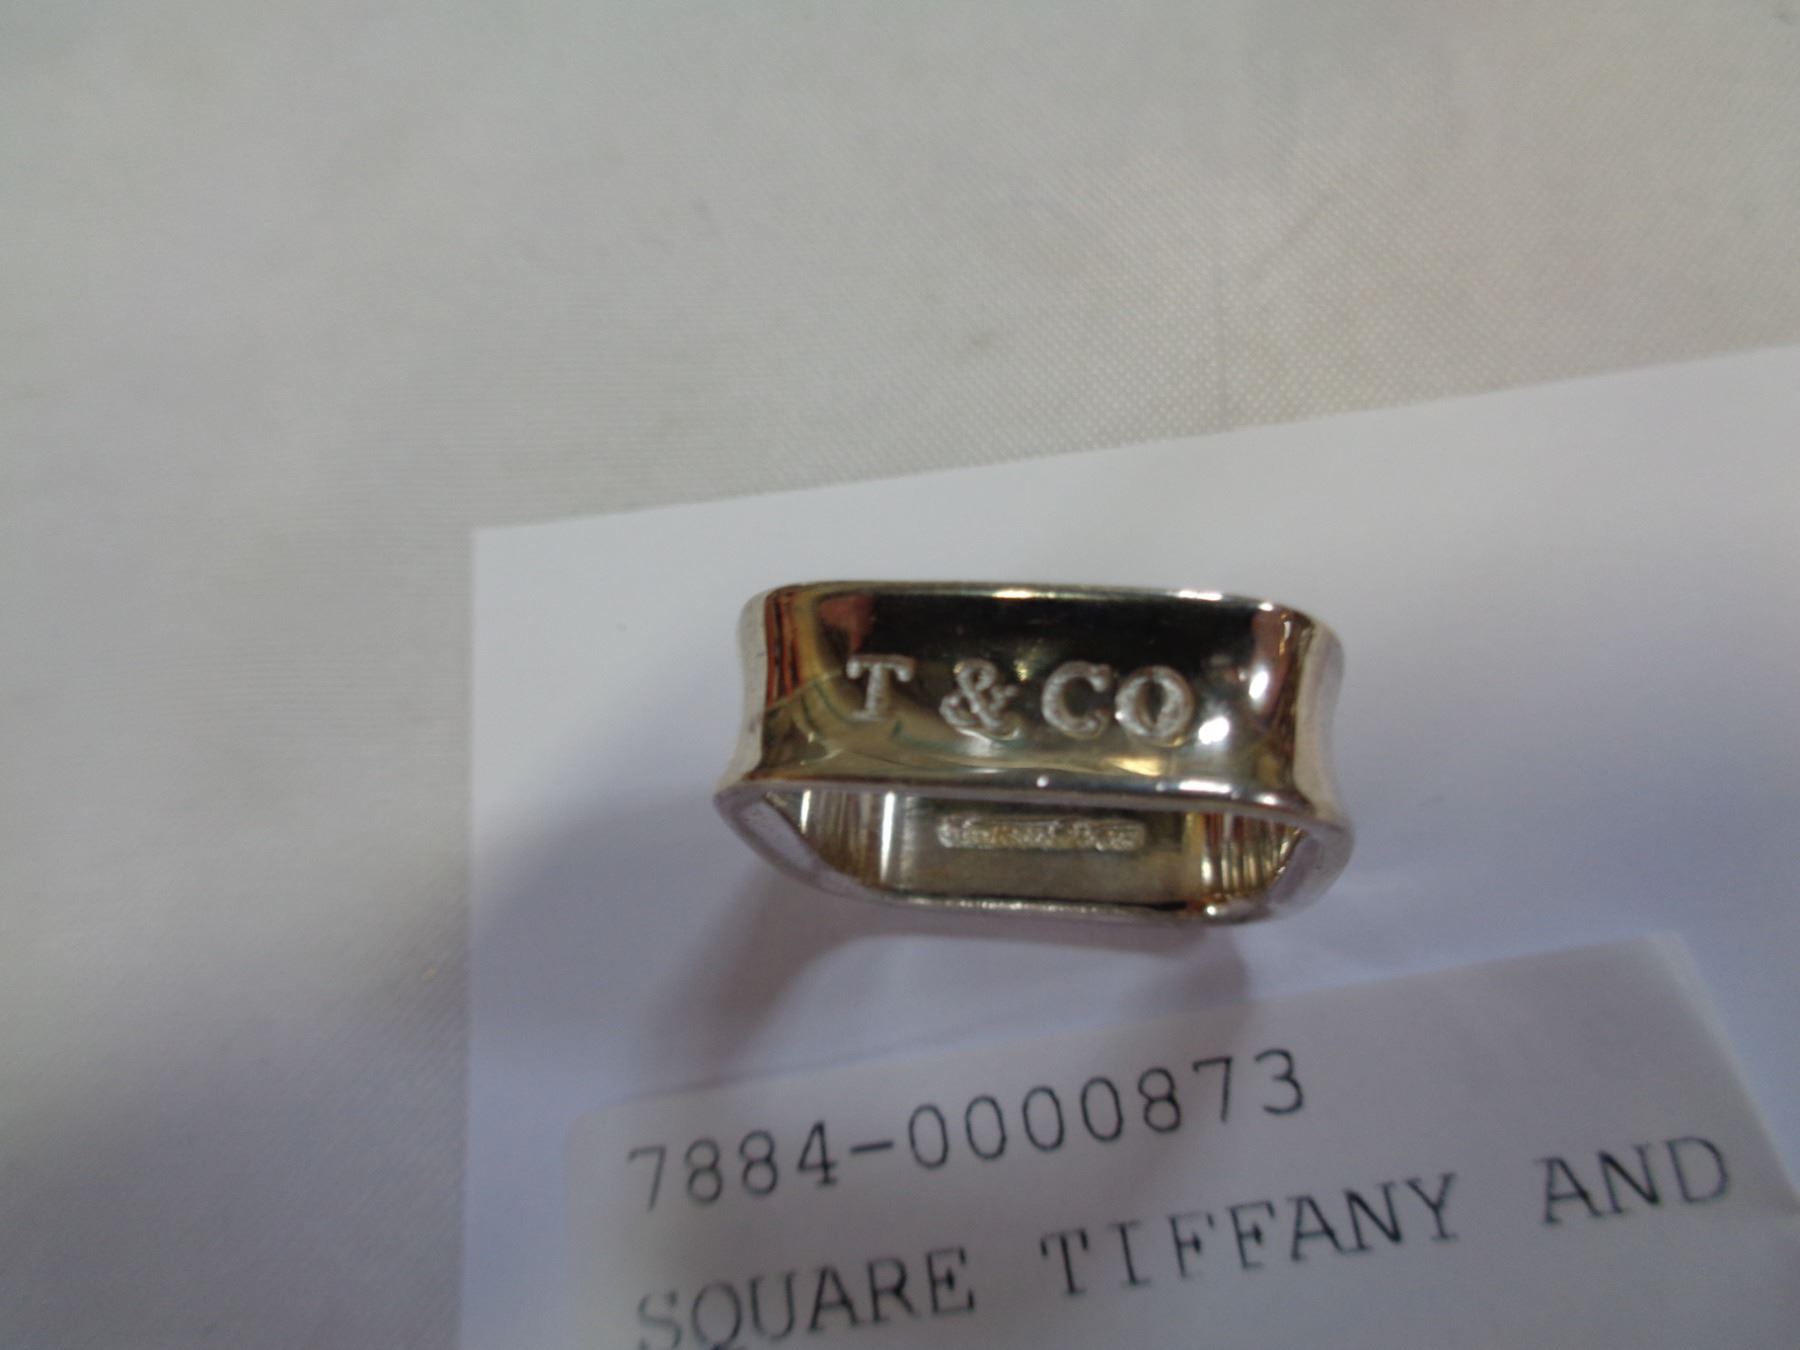 T & CO
7884-0000873
SQUARE TIFFANY AND